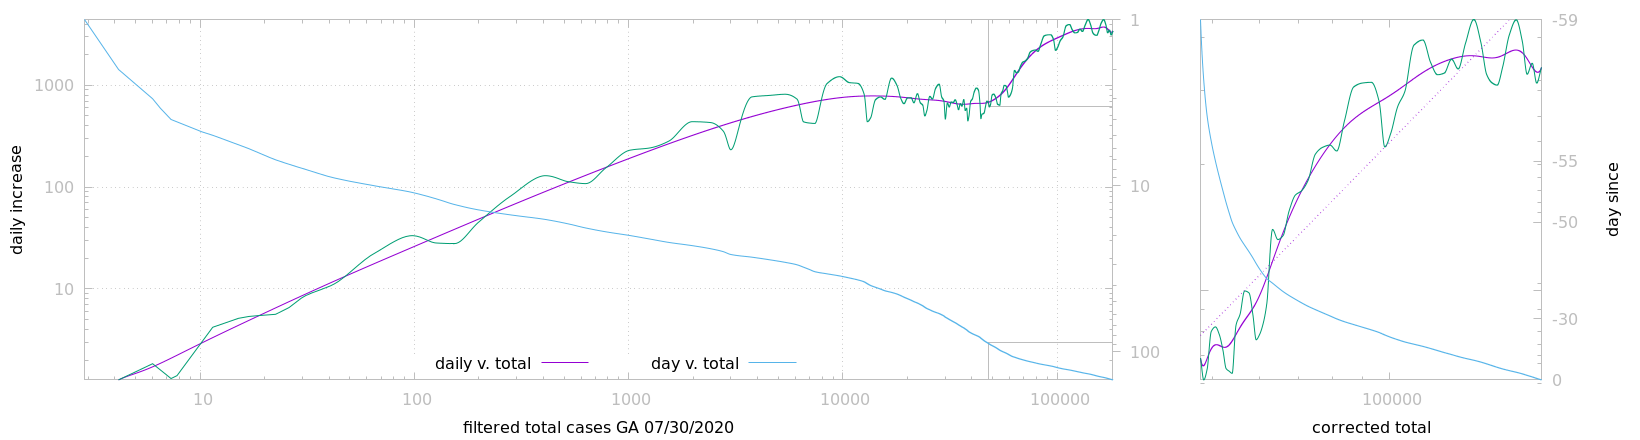 daily increase
1000
100
10
daily v. total
day v. total
10
100
1000
10000
100000
filtered total cases GA 07/30/2020
1
10
100
-59
-55
-50
-30
0
day since
100000
corrected total